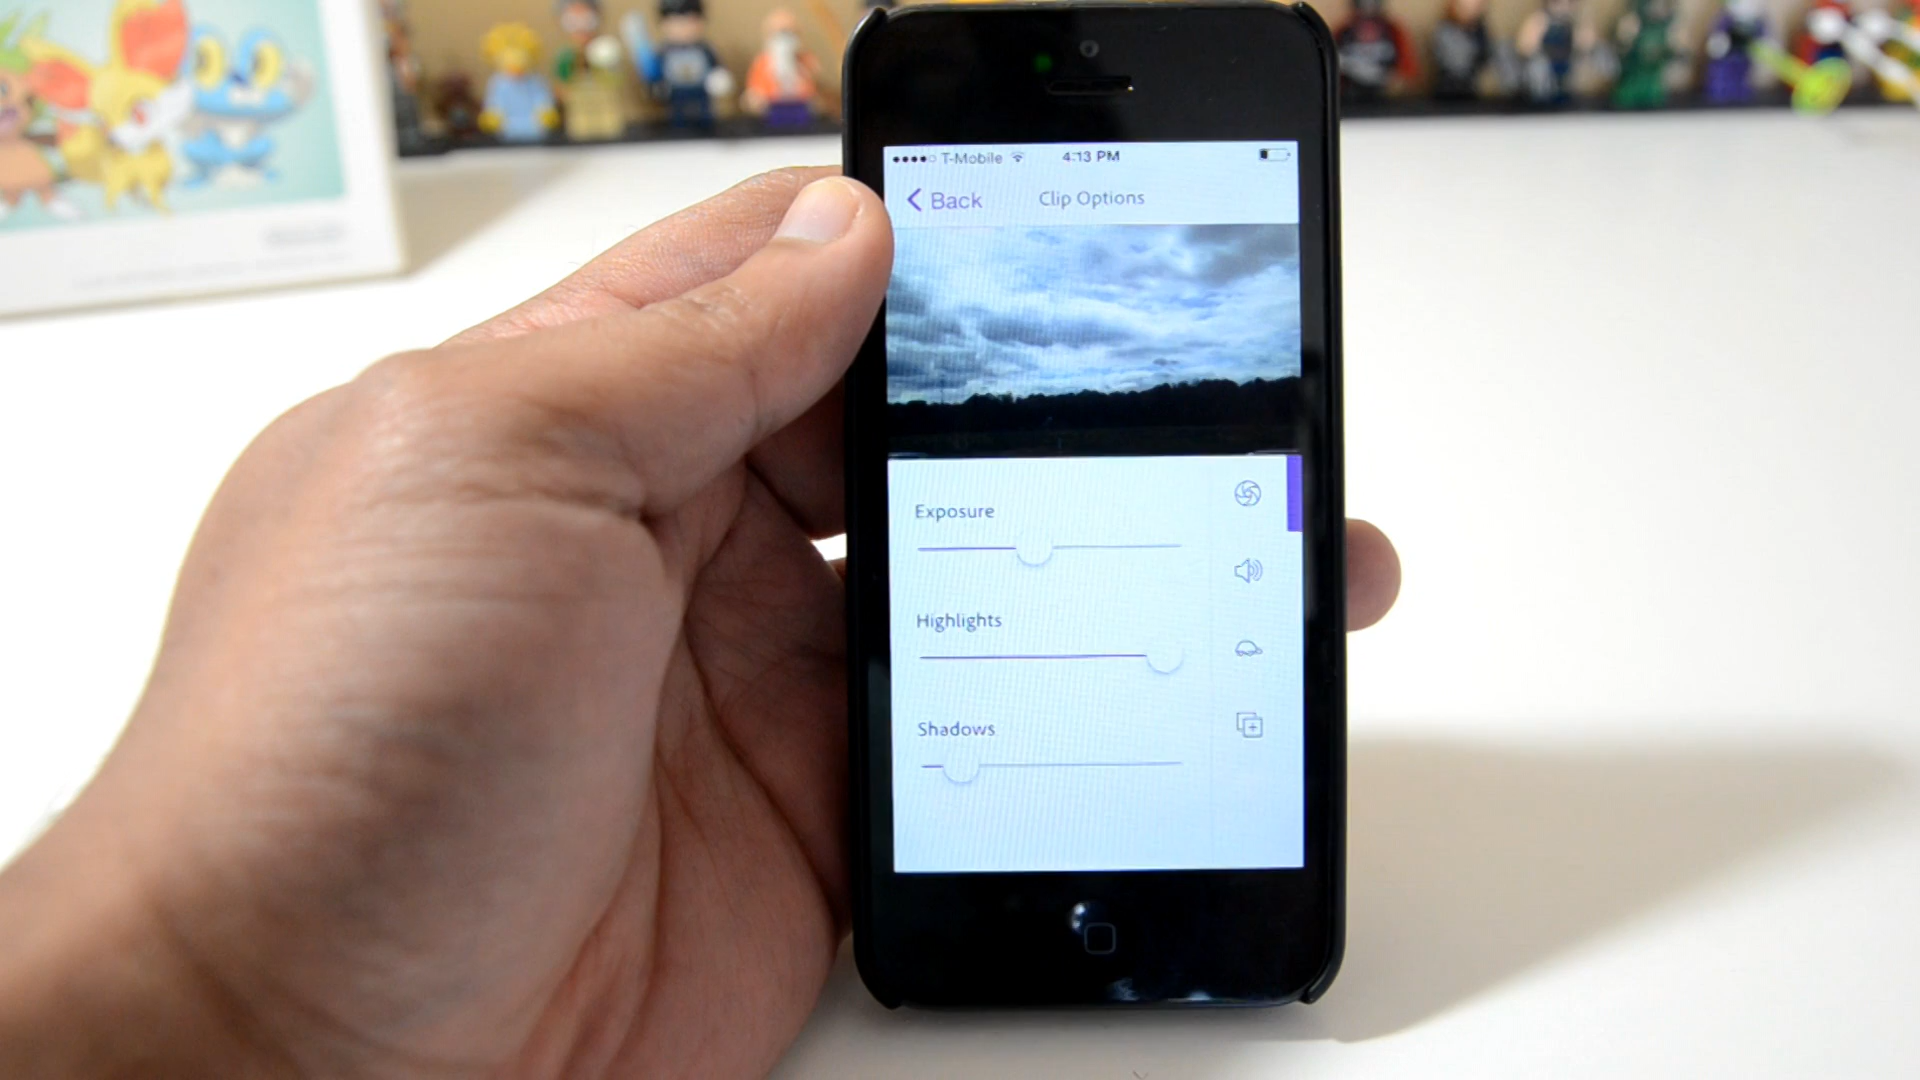 T-Mobile 4:13 PM
Back Clip Options
Exposure
Highlights
Shadows